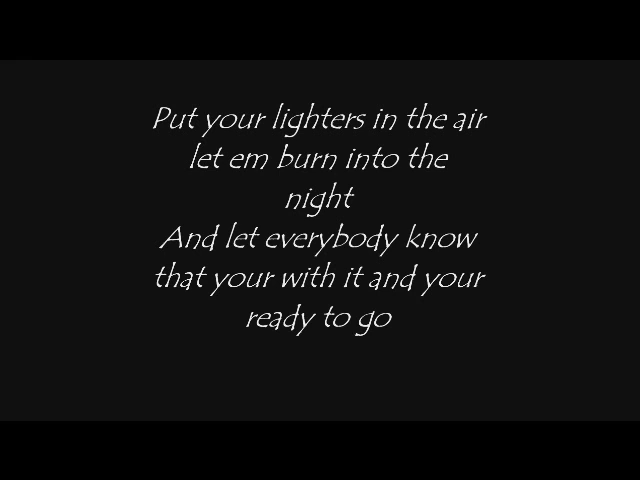 Put your lighters in the air
let em burn into the
night
And let everybody know
that your with it and your
ready to go